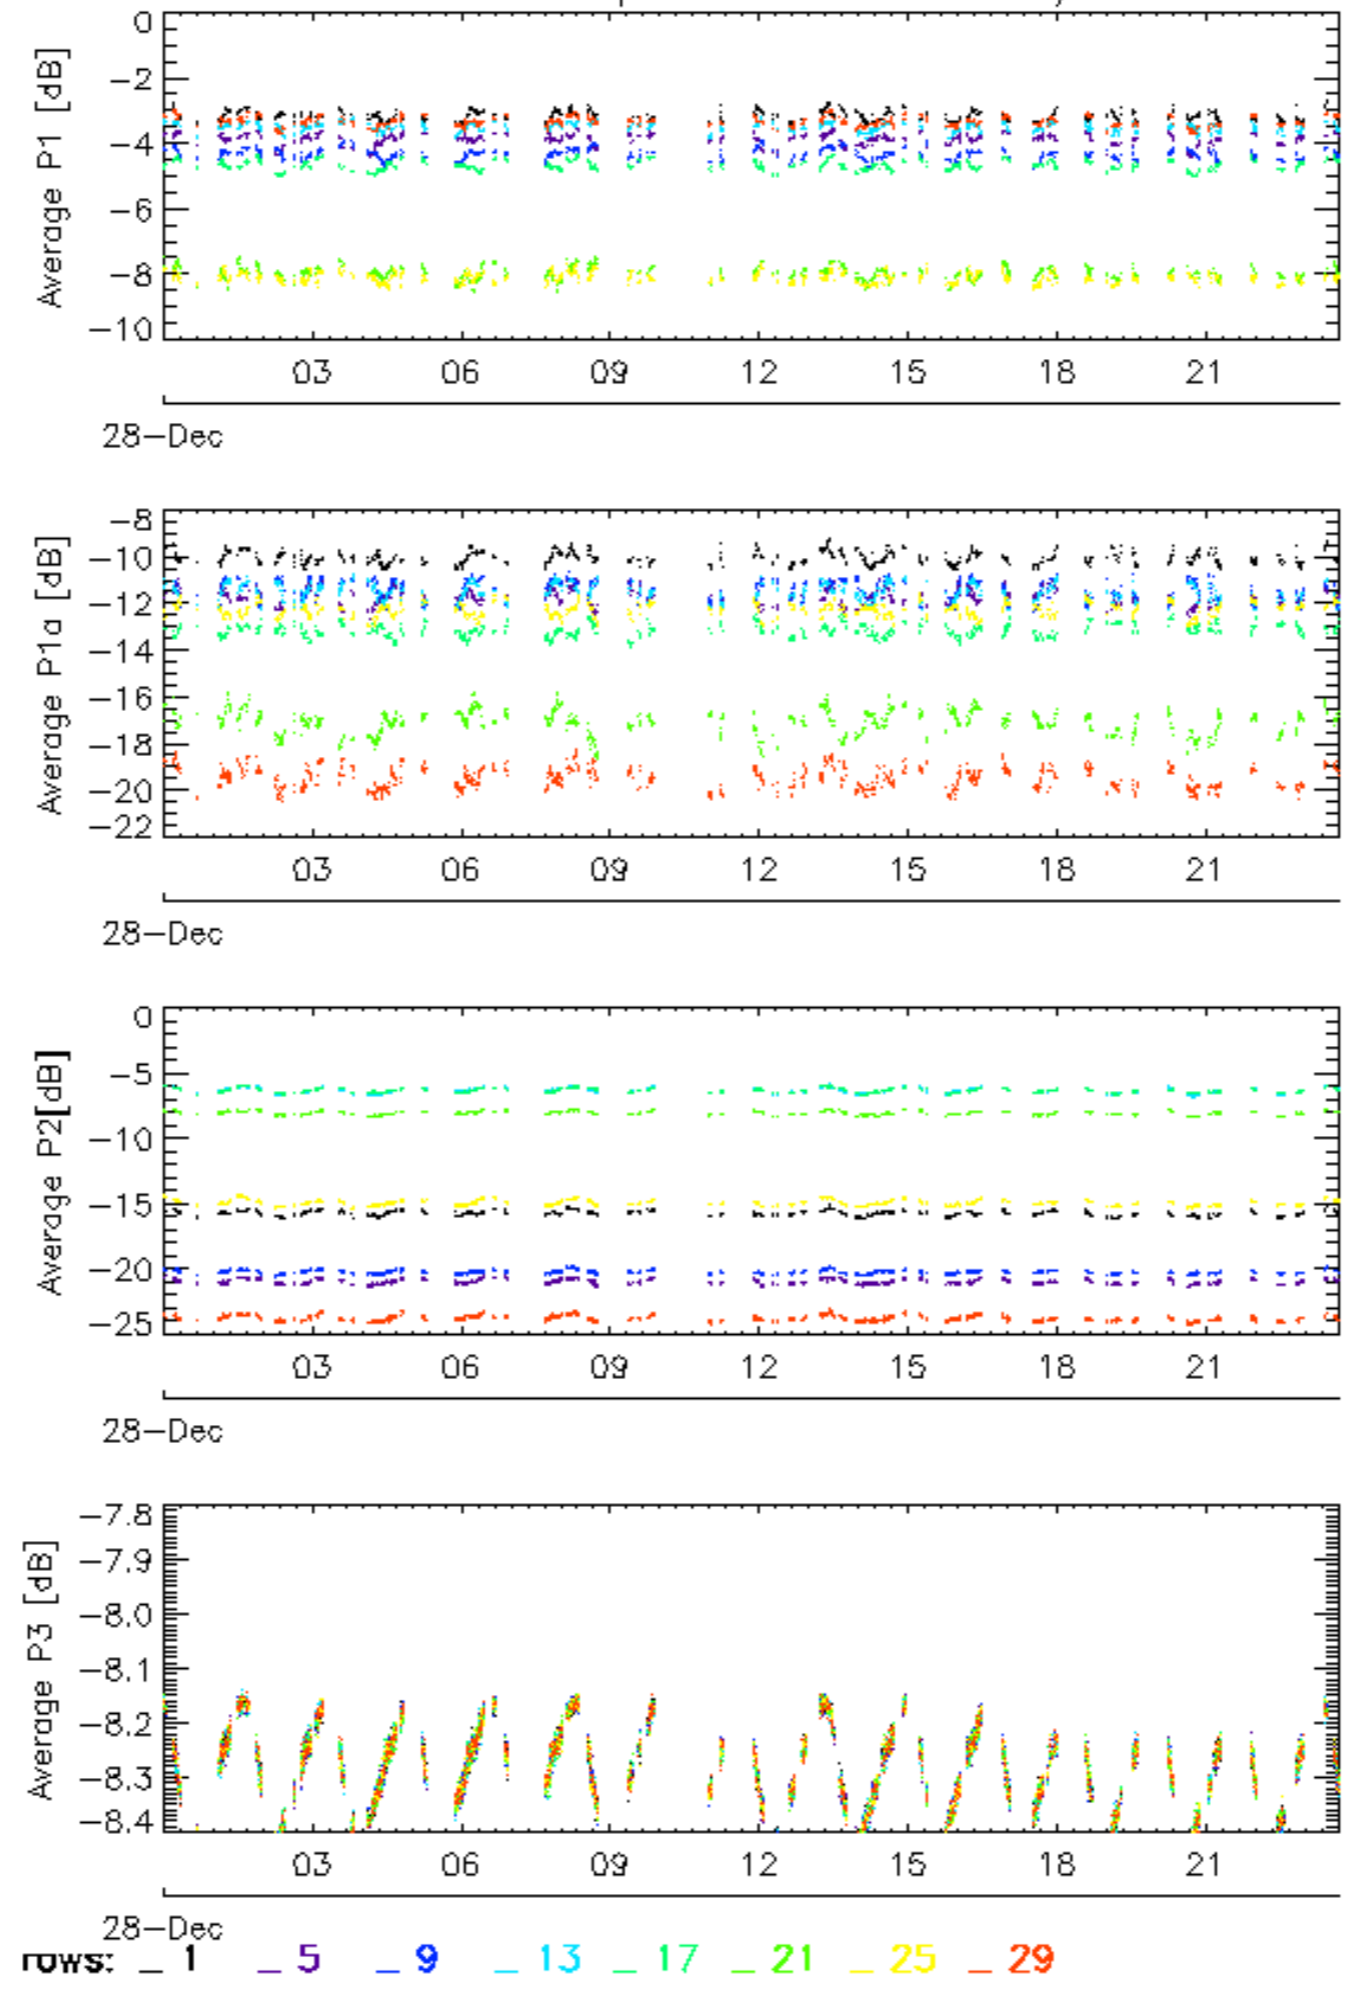 0
-2
-4
-6
-8
-10
Average P1 [dB]
03 06 09 12 15 18 21
28-Dec
-8
-10
-12
-14
-16
-18
-20
-22
Average P1a [dB]
03 06 09 12 15 18 21
28-Dec
0
-5
-10
-15
-20
-25
Average P2[dB]
03 06 09 12 15 18 21
28-Dec
-7.8
-7.9
-8.0
-8.1
-8.2
-8.3
-8.4
Average P3 [dB]
03 06 09 12 15 18 21
28-Dec
rows: _ 1 _ 5 _ 9 _ 13 _ 17 _ 21 _ 25 _ 29